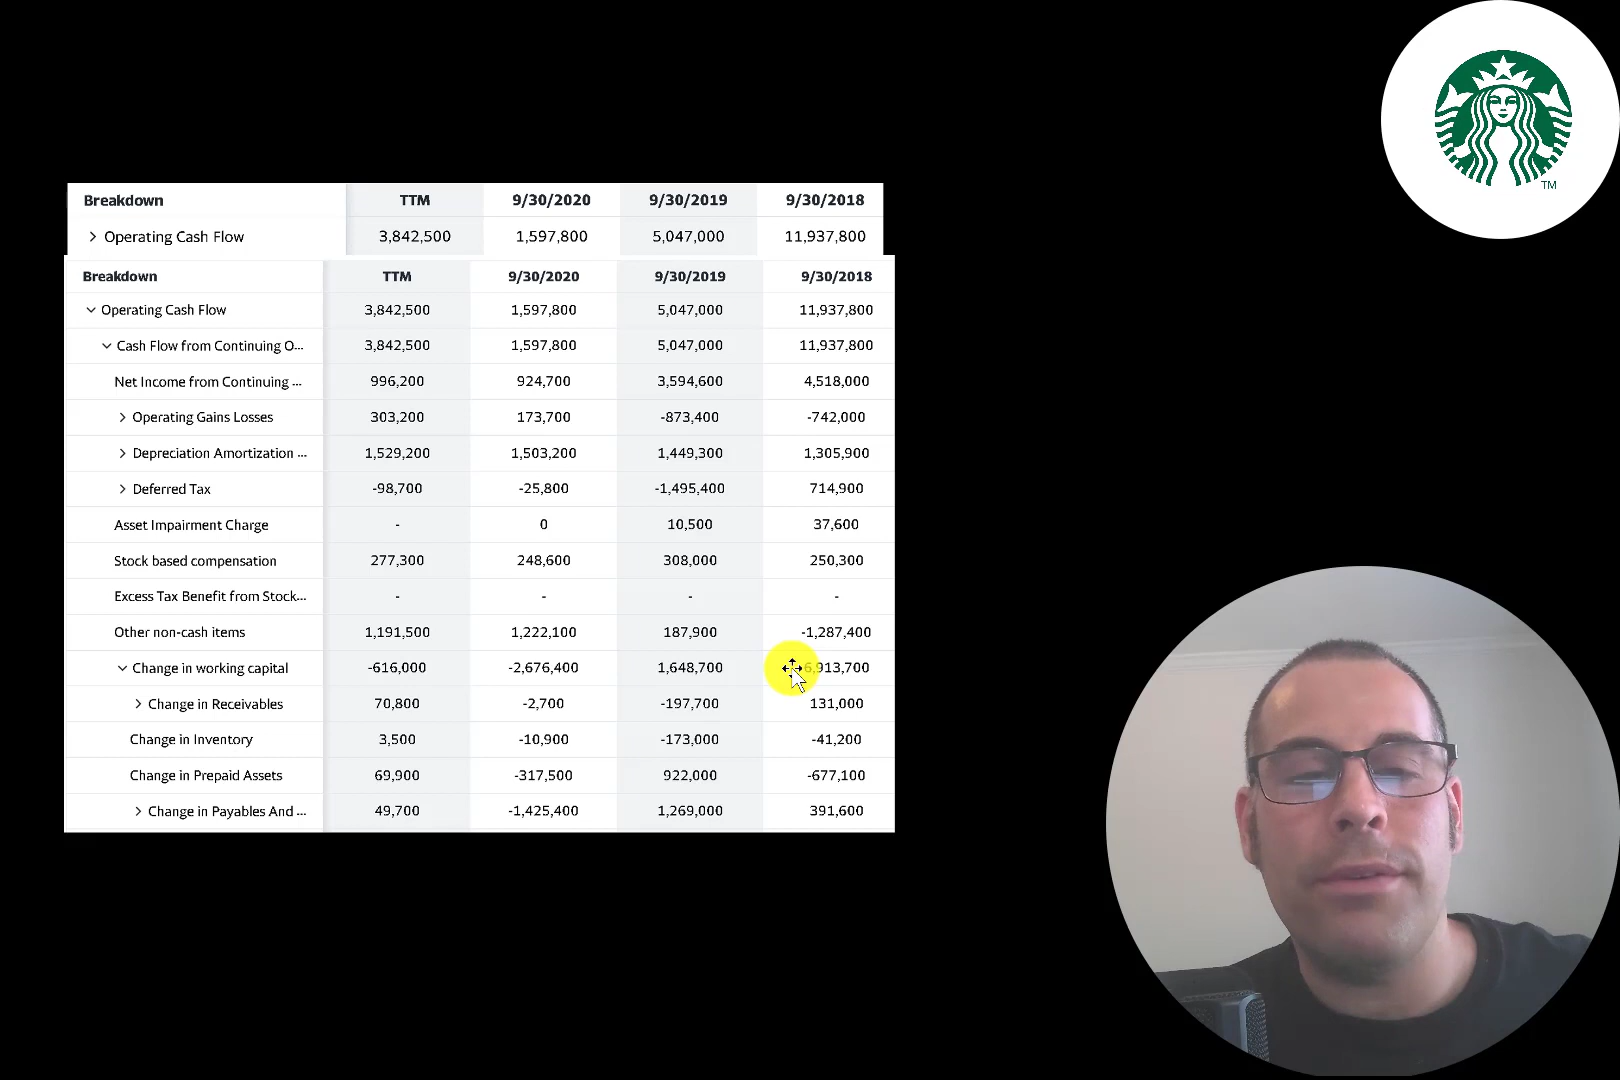 TM
Breakdown TTM 9/30/2020 9/30/2019 9/30/2018
Operating Cash Flow 3,842,500 1,597,800 5,047,000 11,937,800
Breakdown TTM 9/30/2020 9/30/2019 9/30/2018
Operating Cash Flow 3,842,500 1,597,800 5,047,000 11,937,800
Cash Flow from Continuing O... 3,842,500 1,597,800 5,047,000 11,937,800
Net Income from Continuing ... 996,200 924,700 3,594,600 4,518,000
Operating Gains Losses 303,200 173,700 -873,400 -742,000
Depreciation Amortization ... 1,529,200 1,503,200 1,449,300 1,305,900
Deferred Tax -98,700 -25,800 -1,495,400 714,900
Asset Impairment Charge - 0 10,500 37,600
Stock based compensation 277,300 248,600 308,000 250,300
Excess Tax Benefit from Stock... - - - -
Other non-cash items 1,191,500 1,222,100 187,900 -1,287,400
Change in working capital -616,000 -2,676,400 1,648,700 6,913,700
Change in Receivables 70,800 -2,700 -197,700 131,000
Change in Inventory 3,500 -10,900 -173,000 -41,200
Change in Prepaid Assets 69,900 -317,500 922,000 -677,100
Change in Payables And ... 49,700 -1,425,400 1,269,000 391,600